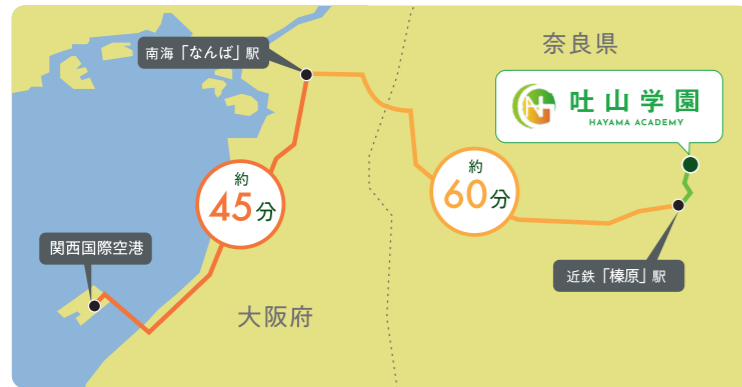 南海「なんば」駅
奈良県
吐山学園
HAYAMA ACADEMY
約
45分
約
60分
関西国際空港
近鉄「榛原」駅
大阪府